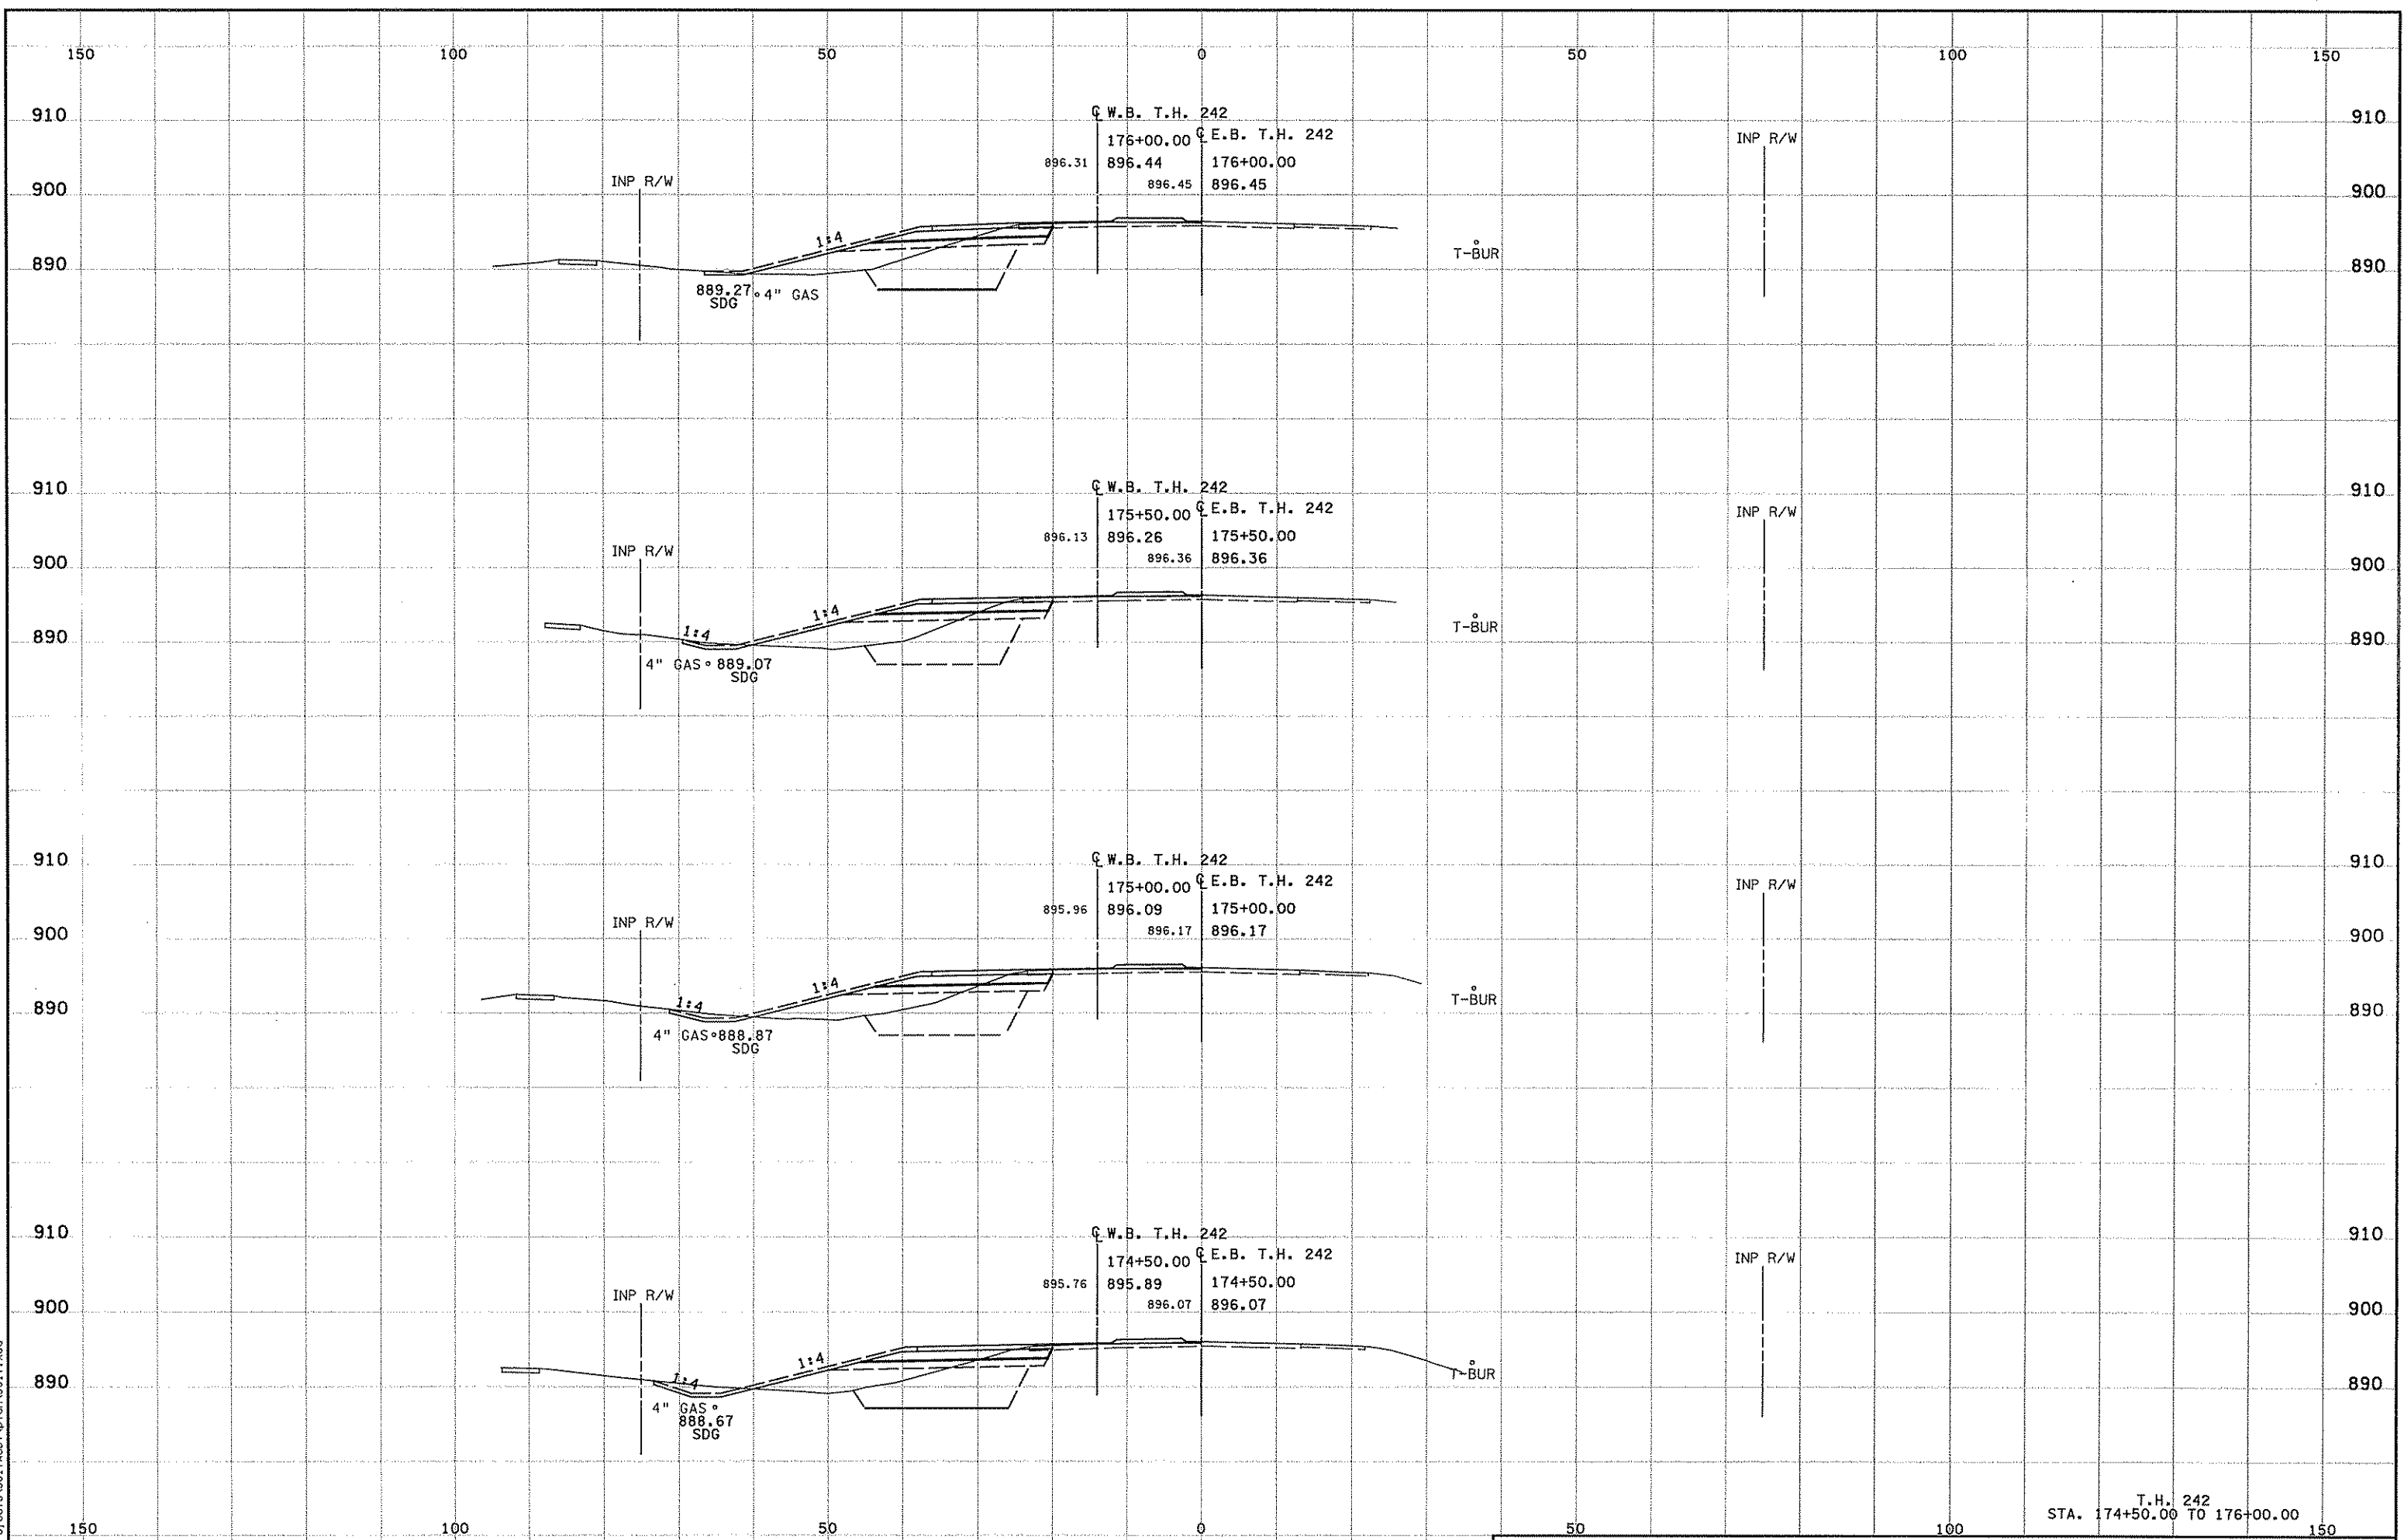 150 100 50 0 50 100 150
℄ W.B. T.H. 242
910 910
176+00.00 ℄ E.B. T.H. 242
INP R/W
896.31 896.44 176+00.00
INP R/W
896.45 896.45
900 900
1:4
T-BUR
890 890
889.27 4" GAS
SDG
℄ W.B. T.H. 242
910 910
175+50.00 ℄ E.B. T.H. 242
INP R/W
896.13 896.26 175+50.00
INP R/W
896.36 896.36
900 900
1:4
T-BUR
1:4
890 890
4" GAS 889.07
SDG
℄ W.B. T.H. 242
910 910
175+00.00 ℄ E.B. T.H. 242
INP R/W
895.96 896.09 175+00.00
INP R/W
896.17 896.17
900 900
1:4
T-BUR
1:4
890 890
4" GAS 888.87
SDG
℄ W.B. T.H. 242
910 910
174+50.00 ℄ E.B. T.H. 242
INP R/W
895.76 895.89 174+50.00
INP R/W
896.07 896.07
900 900
1:4
T-BUR
1:4
890 890
4" GAS
888.67
SDG
T.H. 242
STA. 174+50.00 TO 176+00.00
150 100 50 0 50 100 150